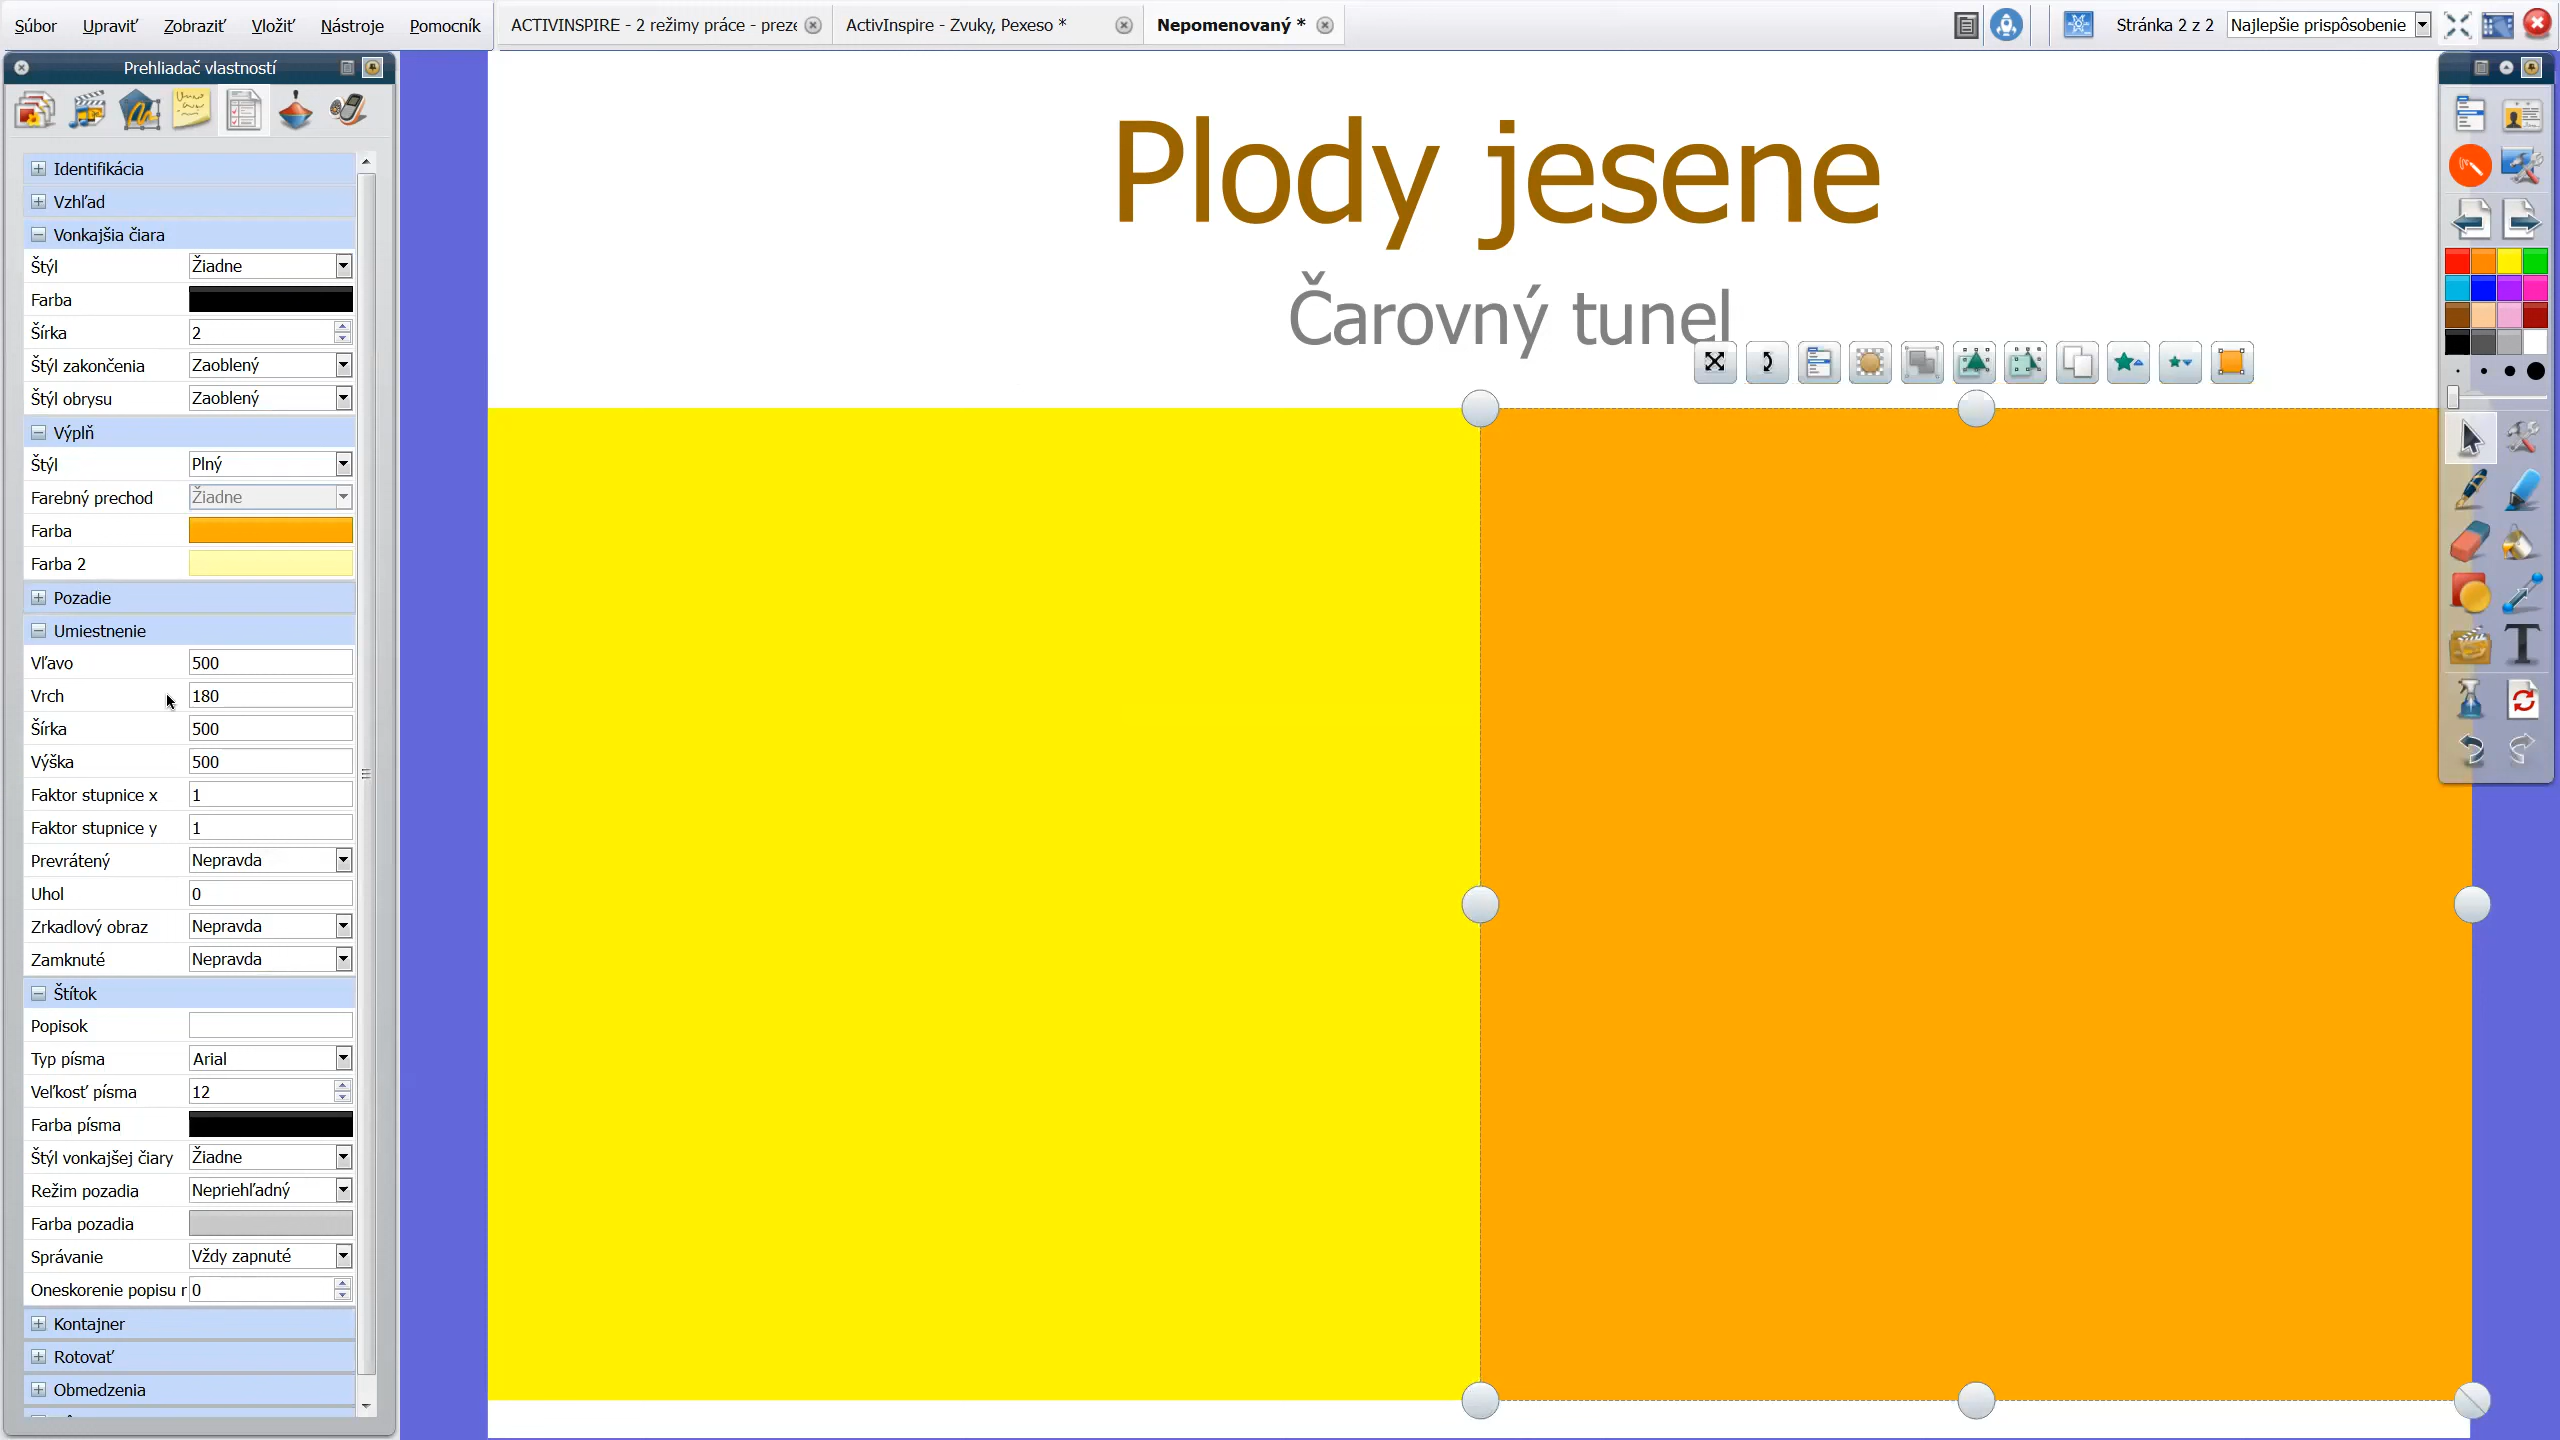 Súbor Upraviť Zobraziť Vložiť Nástroje Pomocník
ACTIVINSPIRE - 2 režimy práce - preze
ActivInspire - Zvuky, Pexeso *
Nepomenovaný *
Stránka 2 z 2
Najlepšie prispôsobenie
Prehliadač vlastností
Identifikácia
Vzhľad
Vonkajšia čiara
Štýl Žiadne
Farba
Šírka 2
Štýl zakončenia Zaoblený
Štýl obrysu Zaoblený
Výplň
Štýl Plný
Farebný prechod Žiadne
Farba
Farba 2
Pozadie
Umiestnenie
Vľavo 500
Vrch 180
Šírka 500
Výška 500
Faktor stupnice x 1
Faktor stupnice y 1
Prevrátený Nepravda
Uhol 0
Zrkadlový obraz Nepravda
Zamknuté Nepravda
Štítok
Popisok
Typ písma Arial
Veľkosť písma 12
Farba písma
Štýl vonkajšej čiary Žiadne
Režim pozadia Nepriehľadný
Farba pozadia
Správanie Vždy zapnuté
Oneskorenie popisu r 0
Kontajner
Rotovať
Obmedzenia
Plody jesene
Čarovný tunel
T